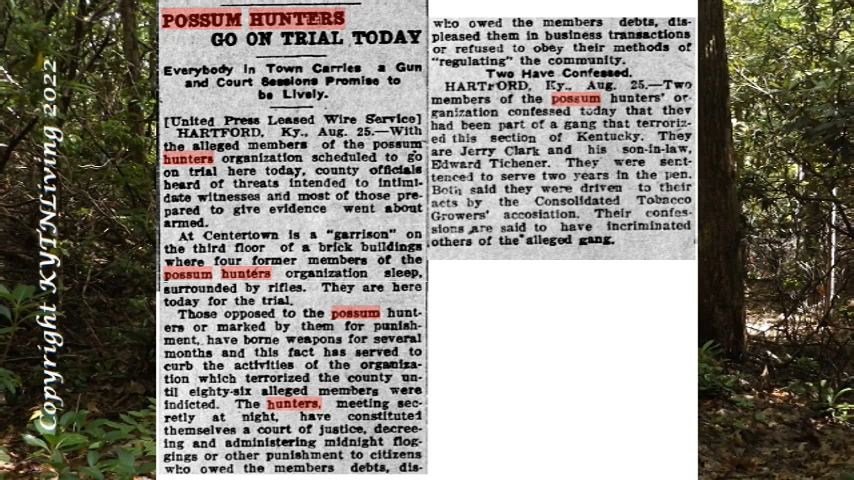 POSSUM HUNTERS
GO ON TRIAL TODAY
Everybody in Town Carries a Gun
and Court Sessions Promise to
be Lively.
[United Press Leased Wire Service]
HARTFORD, Ky., Aug. 25.—With
the alleged members of the possum
hunters organization scheduled to go
on trial here today, county officials
heard of threats intended to intimi-
date witnesses and most of those pre-
pared to give evidence went about
armed.
At Centertown is a "garrison" on
the third floor of a brick buildings
where four former members of the
possum hunters organization sleep,
surrounded by rifles. They are here
today for the trial.
Those opposed to the possum hunt-
ers or marked by them for punish-
ment, have borne weapons for several
months and this fact has served to
curb the activities of the organiza-
tion which terrorized the county un-
til eighty-six alleged members were
indicted. The hunters, meeting sec-
retly at night, have constituted
themselves a court of justice, decree-
ing and administering midnight flog-
gings or other punishment to citizens
who owed the members debts, dis-
who owed the members debts, dis-
pleased them in business transactions
or refused to obey their methods of
"regulating" the community.
Two Have Confessed.
HARTFORD, Ky., Aug. 25.—Two
members of the possum hunters' or-
ganization confessed today that they
had been part of a gang that terroriz-
ed this section of Kentucky. They
are Jerry Clark and his son-in-law,
Edward Tichener. They were sent-
tenced to serve two years in the pen.
Both said they were driven to their
acts by the Consolidated Tobacco
Growers' accosiation. Their confes-
sions are said to have incriminated
others of the alleged gang.
Copyright KYTNLiving 2022